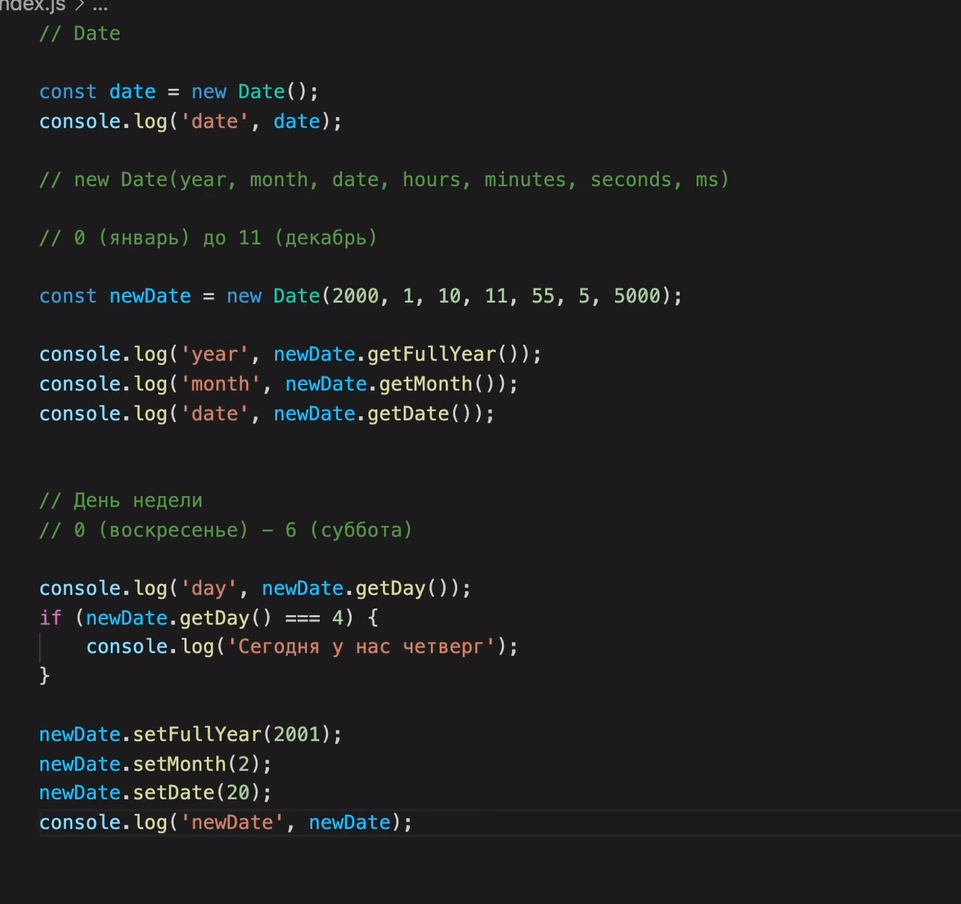 ndex.js > ...
// Date
const date = new Date();
console.log('date', date);
// new Date(year, month, date, hours, minutes, seconds, ms)
// 0 (январь) до 11 (декабрь)
const newDate = new Date(2000, 1, 10, 11, 55, 5, 5000);
console.log('year', newDate.getFullYear());
console.log('month', newDate.getMonth());
console.log('date', newDate.getDate());
// День недели
// 0 (воскресенье) – 6 (суббота)
console.log('day', newDate.getDay());
if (newDate.getDay() === 4) {
    console.log('Сегодня у нас четверг');
}
newDate.setFullYear(2001);
newDate.setMonth(2);
newDate.setDate(20);
console.log('newDate', newDate);